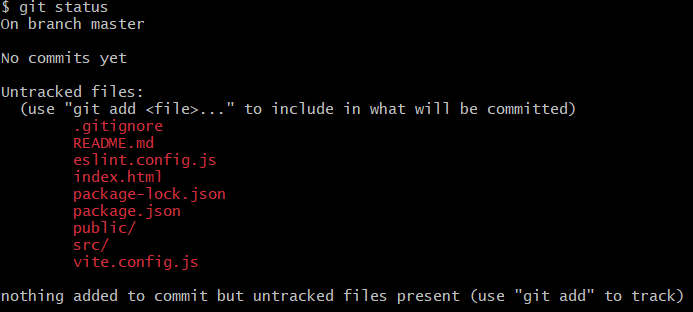 $ git status
On branch master
No commits yet
Untracked files:
(use "git add <file>..." to include in what will be committed)
.gitignore
README.md
eslint.config.js
index.html
package-lock.json
package.json
public/
src/
vite.config.js
nothing added to commit but untracked files present (use "git add" to track)